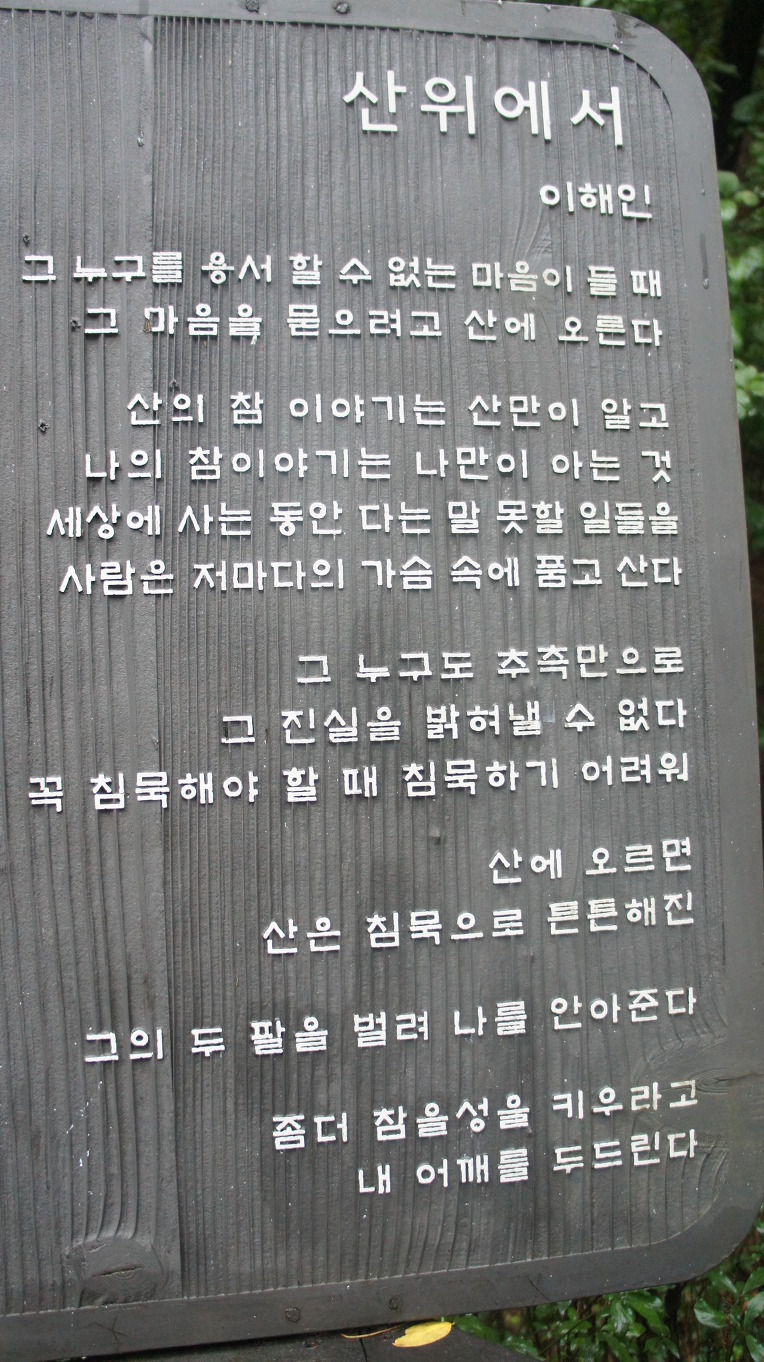 산위에서
이해인
그 누구를 용서 할 수 없는 마음이 들 때
그 마음을 묻으려고 산에 오른다
산의 참 이야기는 산만이 알고
나의 참이야기는 나만이 아는 것
세상에 사는 동안 다는 말 못할 일들을
사람은 저마다의 가슴 속에 품고 산다
그 누구도 추측만으로
그 진실을 밝혀낼 수 없다
꼭 침묵해야 할 때 침묵하기 어려워
산에 오르면
산은 침묵으로 튼튼해진
그의 두 팔을 벌려 나를 안아준다
좀더 참을성을 키우라고
내 어깨를 두드린다